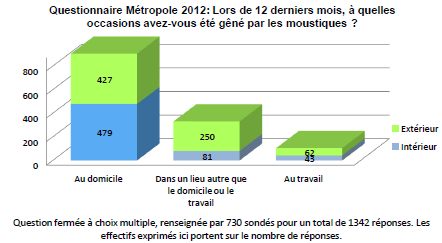 Questionnaire Métropole 2012: Lors de 12 derniers mois, à quelles
occasions avez-vous été gêné par les moustiques ?
800
600
400
200
0
427
479
250
81
62
43
Extérieur
Intérieur
Au domicile
Dans un lieu autre que
le domicile ou le
travail
Au travail
Question fermée à choix multiple, renseignée par 730 sondés pour un total de 1342 réponses. Les
effectifs exprimés ici portent sur le nombre de réponses.